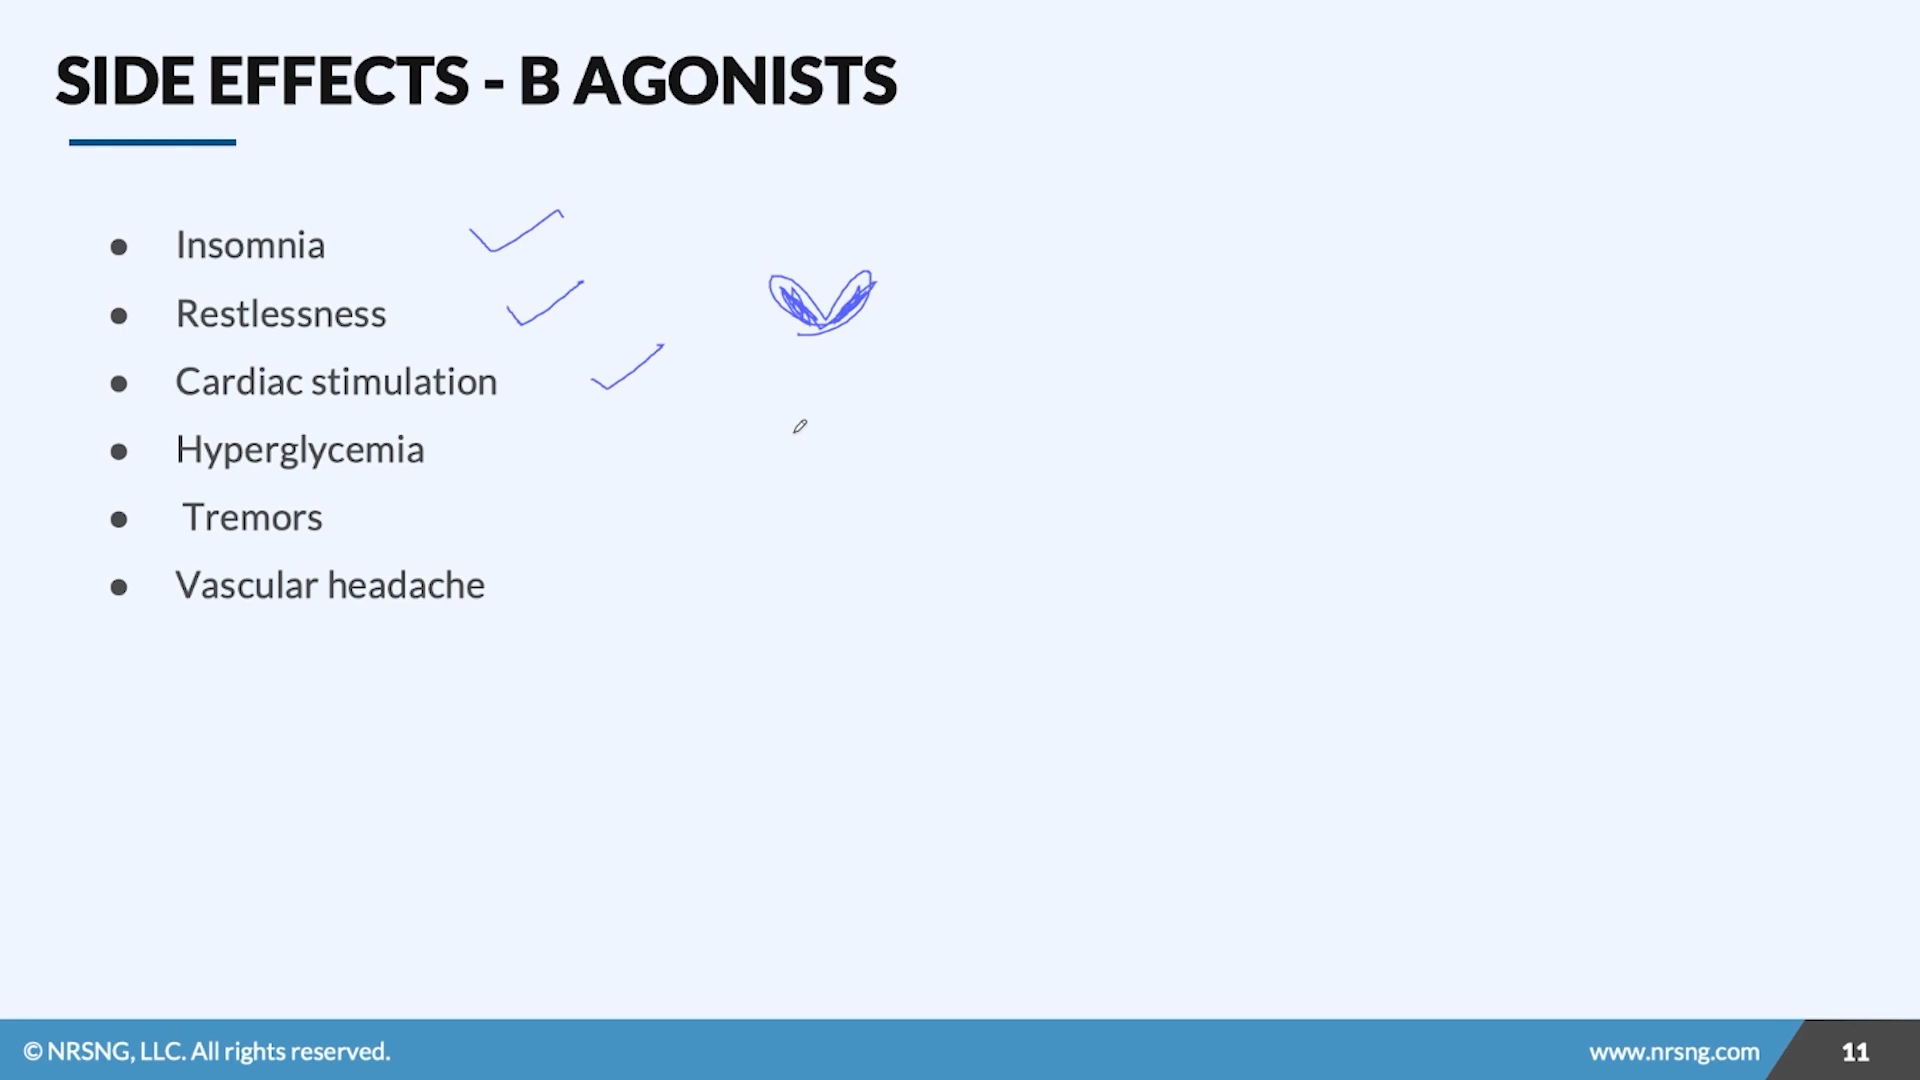 SIDE EFFECTS - B AGONISTS
● Insomnia
● Restlessness
● Cardiac stimulation
● Hyperglycemia
● Tremors
● Vascular headache
© NRSNG, LLC. All rights reserved.
www.nrsng.com
11